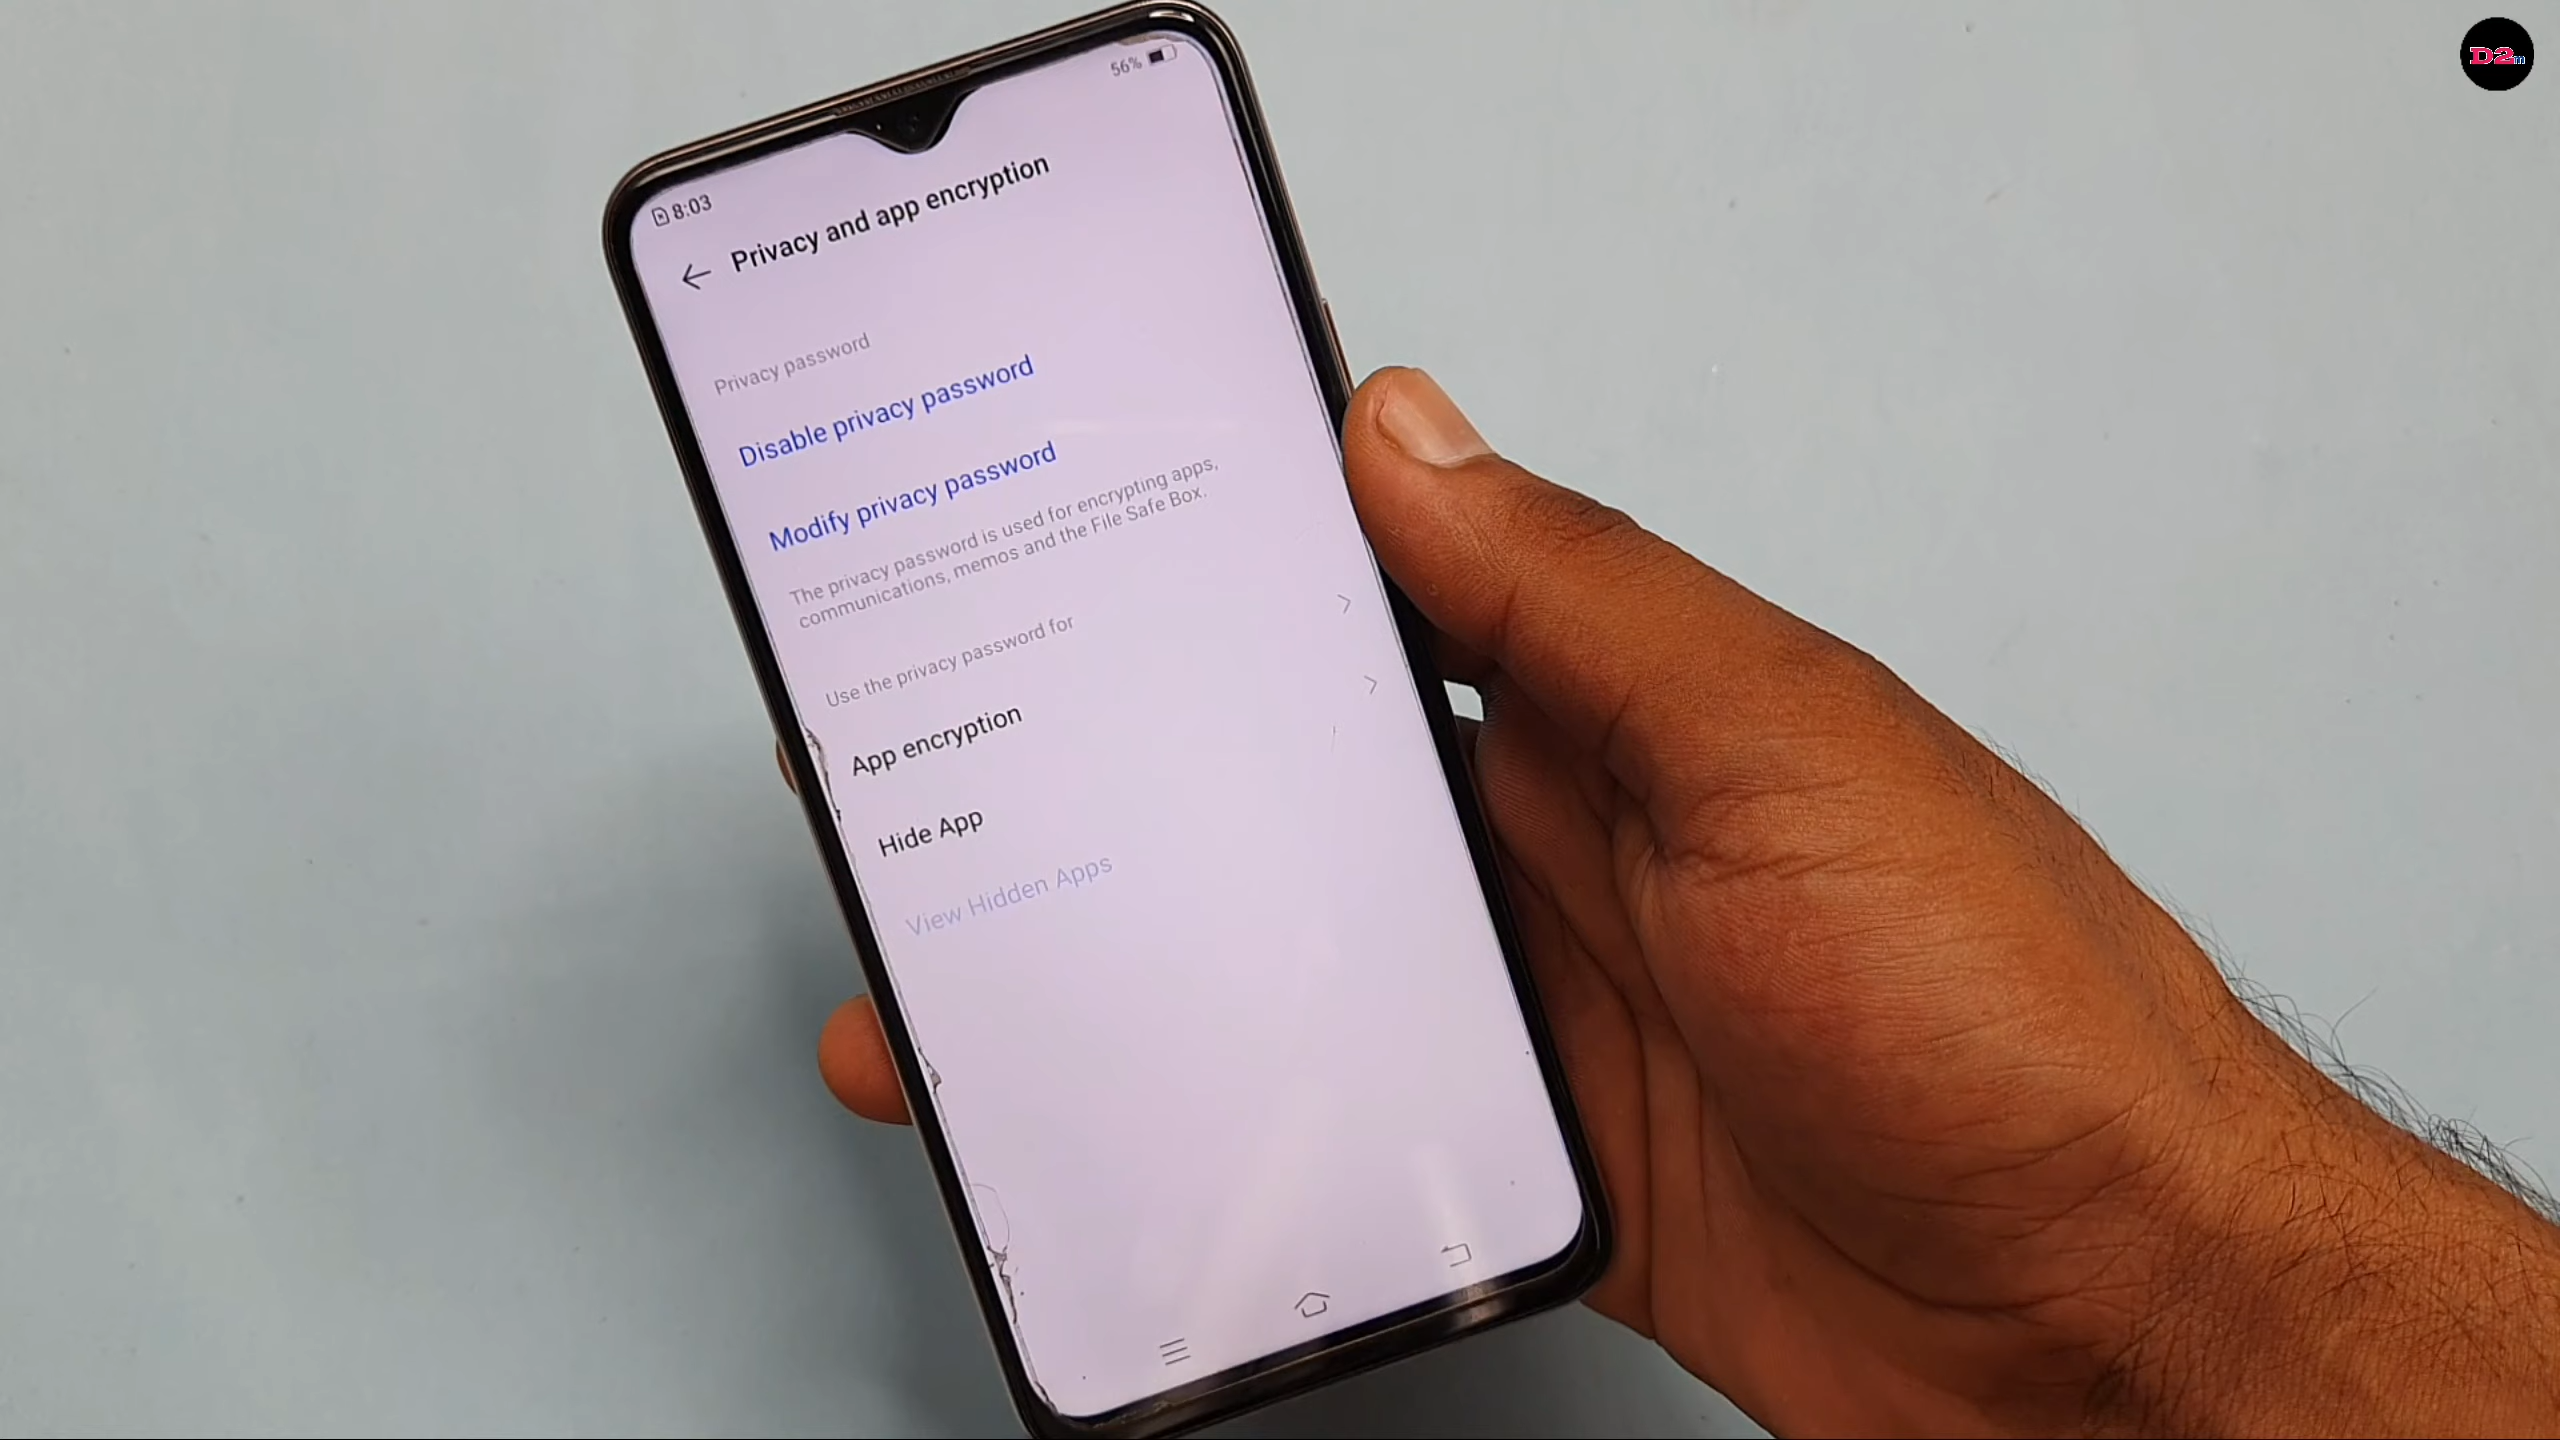 D2m
56%
8:03
Privacy and app encryption
Privacy password
Disable privacy password
Modify privacy password
The privacy password is used for encrypting apps,
communications, memos and the File Safe Box.
Use the privacy password for
App encryption
Hide App
View Hidden Apps